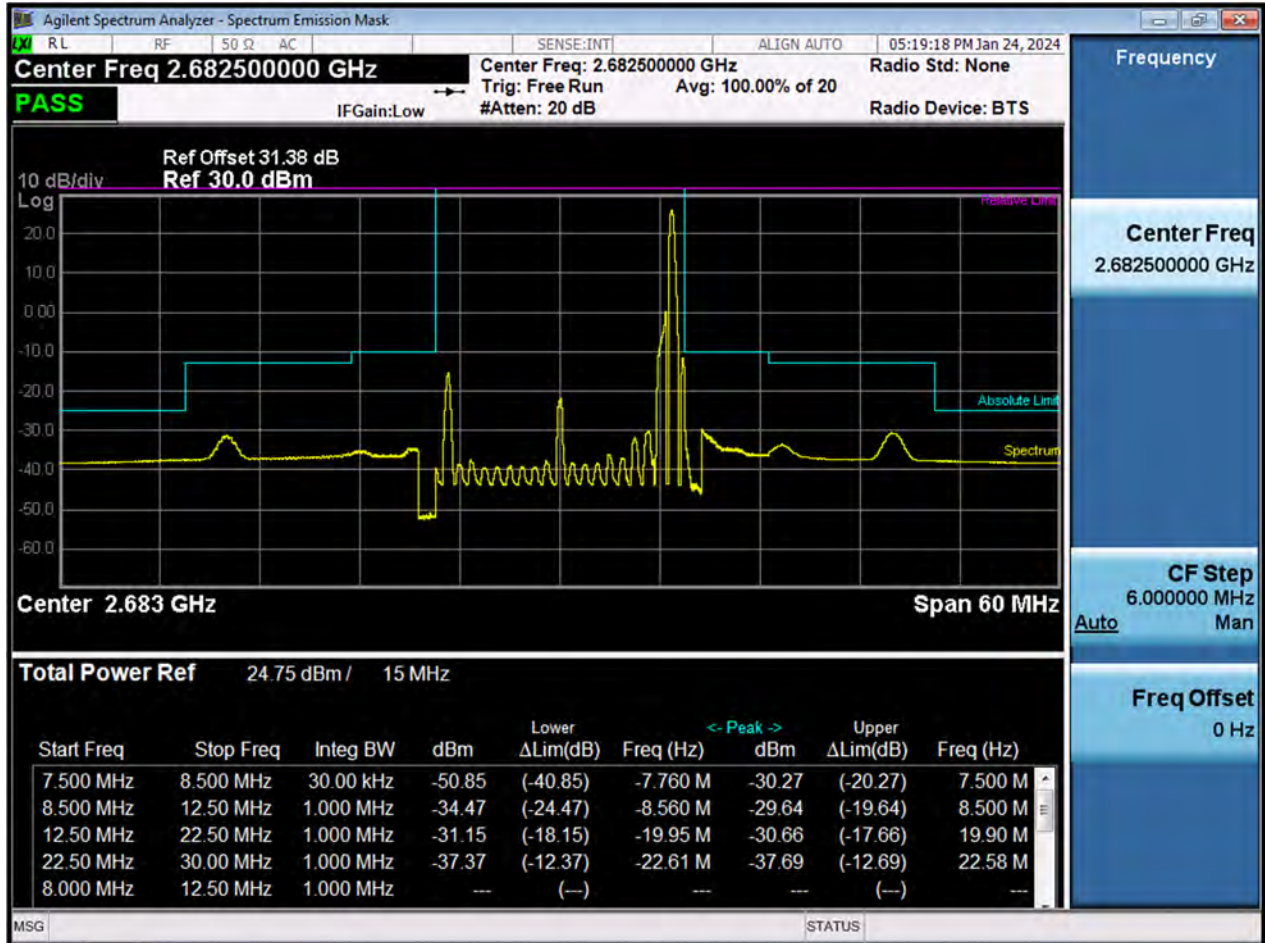 Agilent Spectrum Analyzer - Spectrum Emission Mask
LXI RL RF 50 Ω AC SENSE:INT ALIGN AUTO 05:19:18 PM Jan 24, 2024
Center Freq 2.682500000 GHz
Center Freq: 2.682500000 GHz Radio Std: None
Trig: Free Run Avg: 100.00% of 20
PASS IFGain:Low #Atten: 20 dB Radio Device: BTS
Ref Offset 31.38 dB
10 dB/div Ref 30.0 dBm
Log
Relative Limit
20.0
10.0
0.00
-10.0
-20.0
Absolute Limit
-30.0
Spectrum
-40.0
-50.0
-60.0
Center 2.683 GHz Span 60 MHz
Total Power Ref 24.75 dBm / 15 MHz
Lower <- Peak -> Upper
Start Freq Stop Freq Integ BW dBm ΔLim(dB) Freq (Hz) dBm ΔLim(dB) Freq (Hz)
7.500 MHz 8.500 MHz 30.00 kHz -50.85 (-40.85) -7.760 M -30.27 (-20.27) 7.500 M
8.500 MHz 12.50 MHz 1.000 MHz -34.47 (-24.47) -8.560 M -29.64 (-19.64) 8.500 M
12.50 MHz 22.50 MHz 1.000 MHz -31.15 (-18.15) -19.95 M -30.66 (-17.66) 19.90 M
22.50 MHz 30.00 MHz 1.000 MHz -37.37 (-12.37) -22.61 M -37.69 (-12.69) 22.58 M
8.000 MHz 12.50 MHz 1.000 MHz --- (---) --- --- (---) ---
MSG STATUS
Frequency
Center Freq
2.682500000 GHz
CF Step
6.000000 MHz
Auto Man
Freq Offset
0 Hz